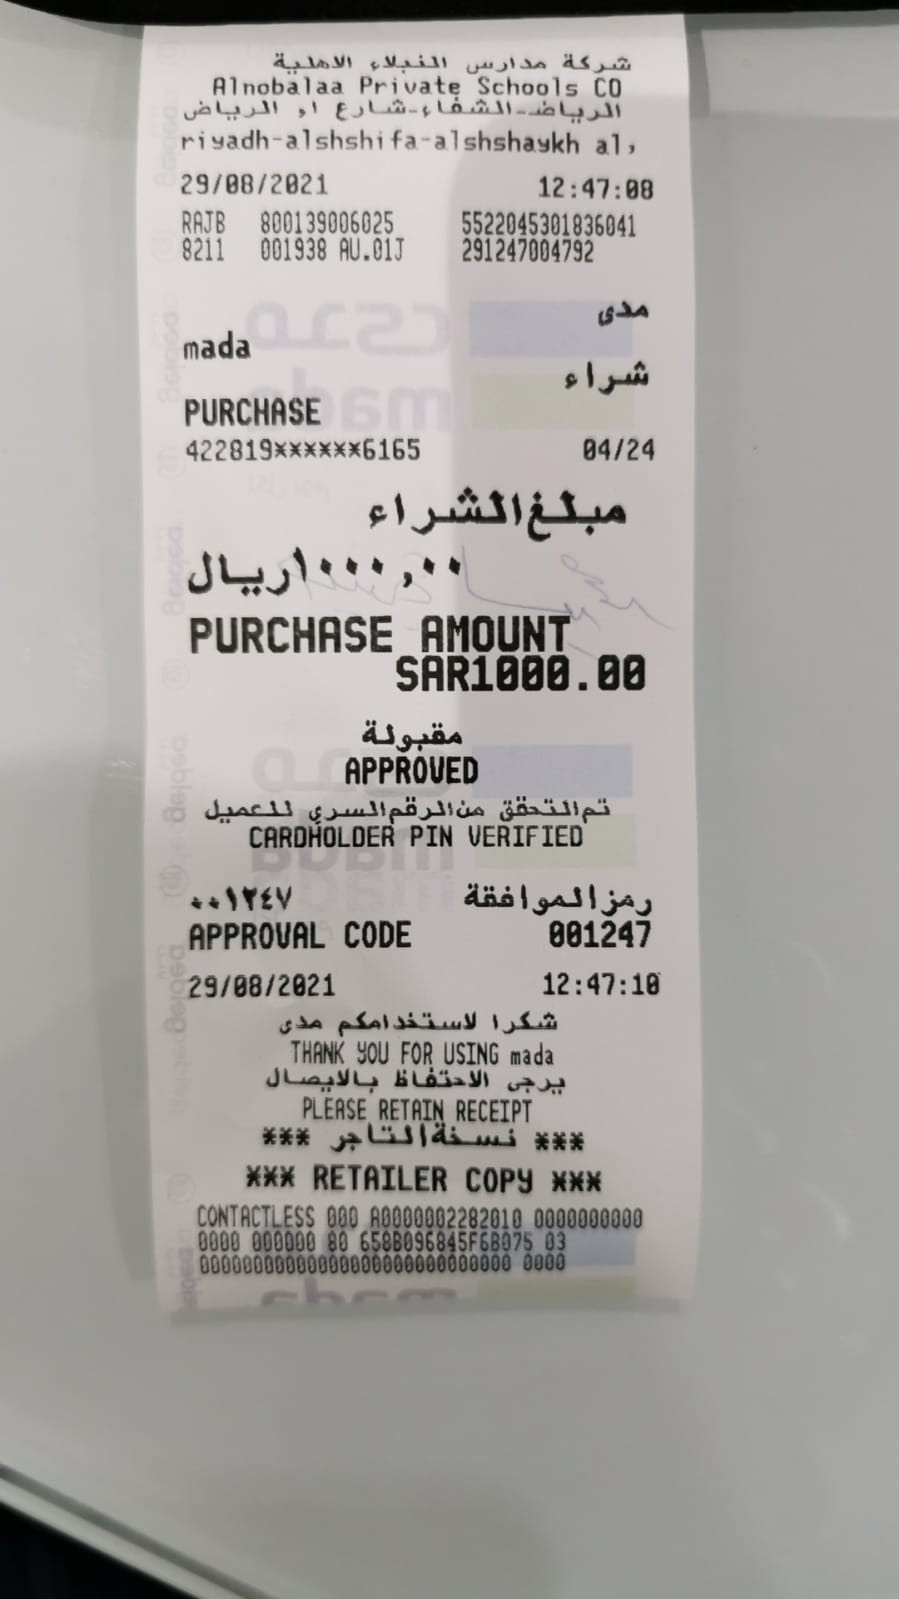 شركة مدارس النبلاء الاهلية
Alnobalaa Private Schools CO
الرياض-الشفاء-شارع او الرياض
riyadh-alshshifa-alshshaykh al,
29/08/2021 12:47:08
RAJB 800139006025 5522045301836041
8211 001938 AU.01J 291247004792
مدى
mada
شراء
PURCHASE
422819******6165 04/24
مبلغ الشراء
١٠٠٠,٠٠ ريال
PURCHASE AMOUNT
SAR1000.00
مقبولة
APPROVED
تم التحقق من الرقم السري للعميل
CARDHOLDER PIN VERIFIED
رمز الموافقة ٠٠١٢٤٧
APPROVAL CODE 001247
29/08/2021 12:47:10
شكرا لاستخدامكم مدى
THANK YOU FOR USING mada
يرجى الاحتفاظ بالايصال
PLEASE RETAIN RECEIPT
*** نسخة التاجر ***
*** RETAILER COPY ***
CONTACTLESS 000 A0000002282010 0000000000
0000 000000 80 658B096845F6B075 03